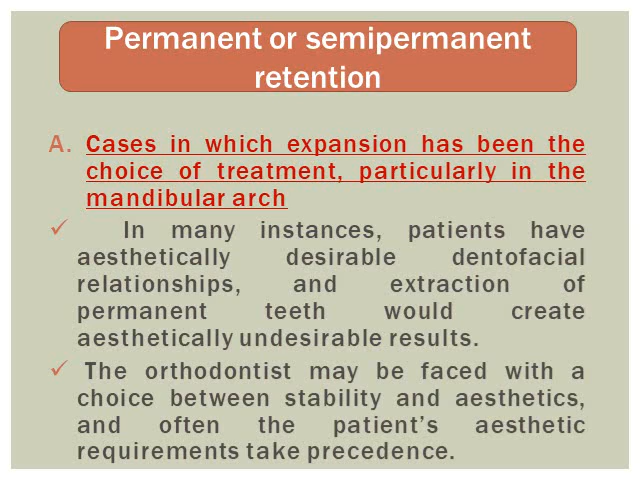 Permanent or semipermanent
retention
A. Cases in which expansion has been the
choice of treatment, particularly in the
mandibular arch
✓ In many instances, patients have
aesthetically desirable dentofacial
relationships, and extraction of
permanent teeth would create
aesthetically undesirable results.
✓ The orthodontist may be faced with a
choice between stability and aesthetics,
and often the patient’s aesthetic
requirements take precedence.